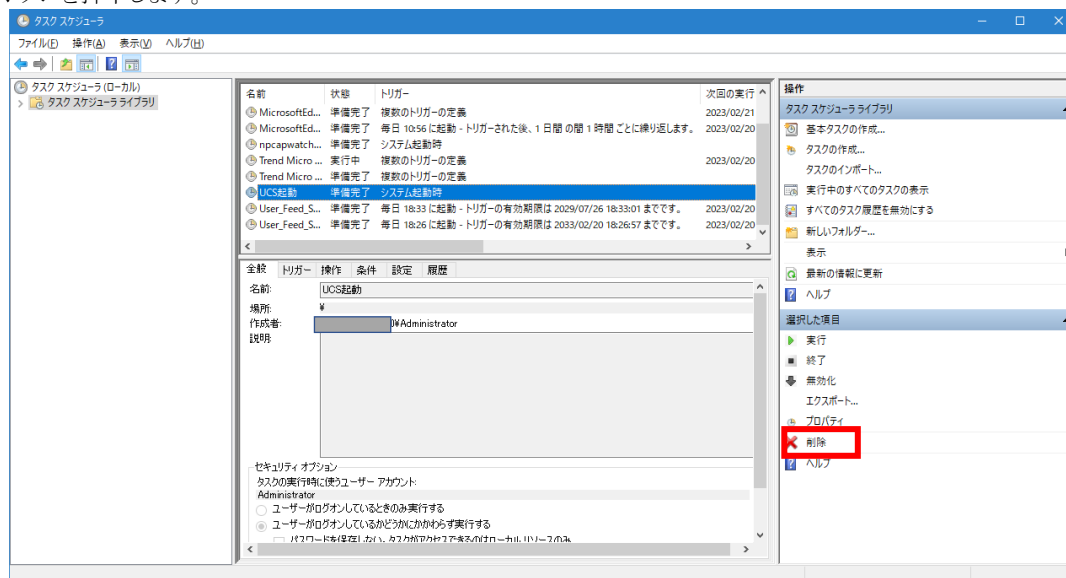 タスク スケジューラ
ファイル(F) 操作(A) 表示(V) ヘルプ(H)
タスク スケジューラ (ローカル)
タスク スケジューラ ライブラリ
名前 状態 トリガー 次回の実行
MicrosoftEd... 準備完了 複数のトリガーの定義 2023/02/21
MicrosoftEd... 準備完了 毎日 10:56 に起動 - トリガーされた後、1 日間 の間 1 時間 ごとに繰り返します。 2023/02/20
npcapwatch... 準備完了 システム起動時
Trend Micro ... 実行中 複数のトリガーの定義 2023/02/20
Trend Micro ... 準備完了 複数のトリガーの定義
UCS起動 準備完了 システム起動時
User_Feed_S... 準備完了 毎日 18:33 に起動 - トリガーの有効期限は 2029/07/26 18:33:01 までです。 2023/02/20
User_Feed_S... 準備完了 毎日 18:26 に起動 - トリガーの有効期限は 2033/02/20 18:26:57 までです。 2023/02/20
全般 トリガー 操作 条件 設定 履歴
名前: UCS起動
場所: ¥
作成者: ¥Administrator
説明:
セキュリティ オプション
タスクの実行時に使うユーザー アカウント:
Administrator
ユーザーがログオンしているときのみ実行する
ユーザーがログオンしているかどうかにかかわらず実行する
パスワードを保存しない。タスクがアクセスできるのはローカル リソースのみ
操作
タスク スケジューラ ライブラリ
基本タスクの作成...
タスクの作成...
タスクのインポート...
実行中のすべてのタスクの表示
すべてのタスク履歴を無効にする
新しいフォルダー...
表示
最新の情報に更新
ヘルプ
選択した項目
実行
終了
無効化
エクスポート...
プロパティ
削除
ヘルプ